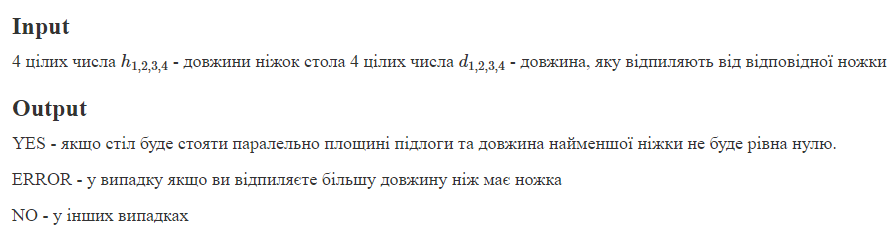 Input
4 цілих числа h1,2,3,4 - довжини ніжок стола 4 цілих числа d1,2,3,4 - довжина, яку відпиляють від відповідної ножки
Output
YES - якщо стіл буде стояти паралельно площині підлоги та довжина найменшої ніжки не буде рівна нулю.
ERROR - у випадку якщо ви відпиляєте більшу довжину ніж має ножка
NO - у інших випадках